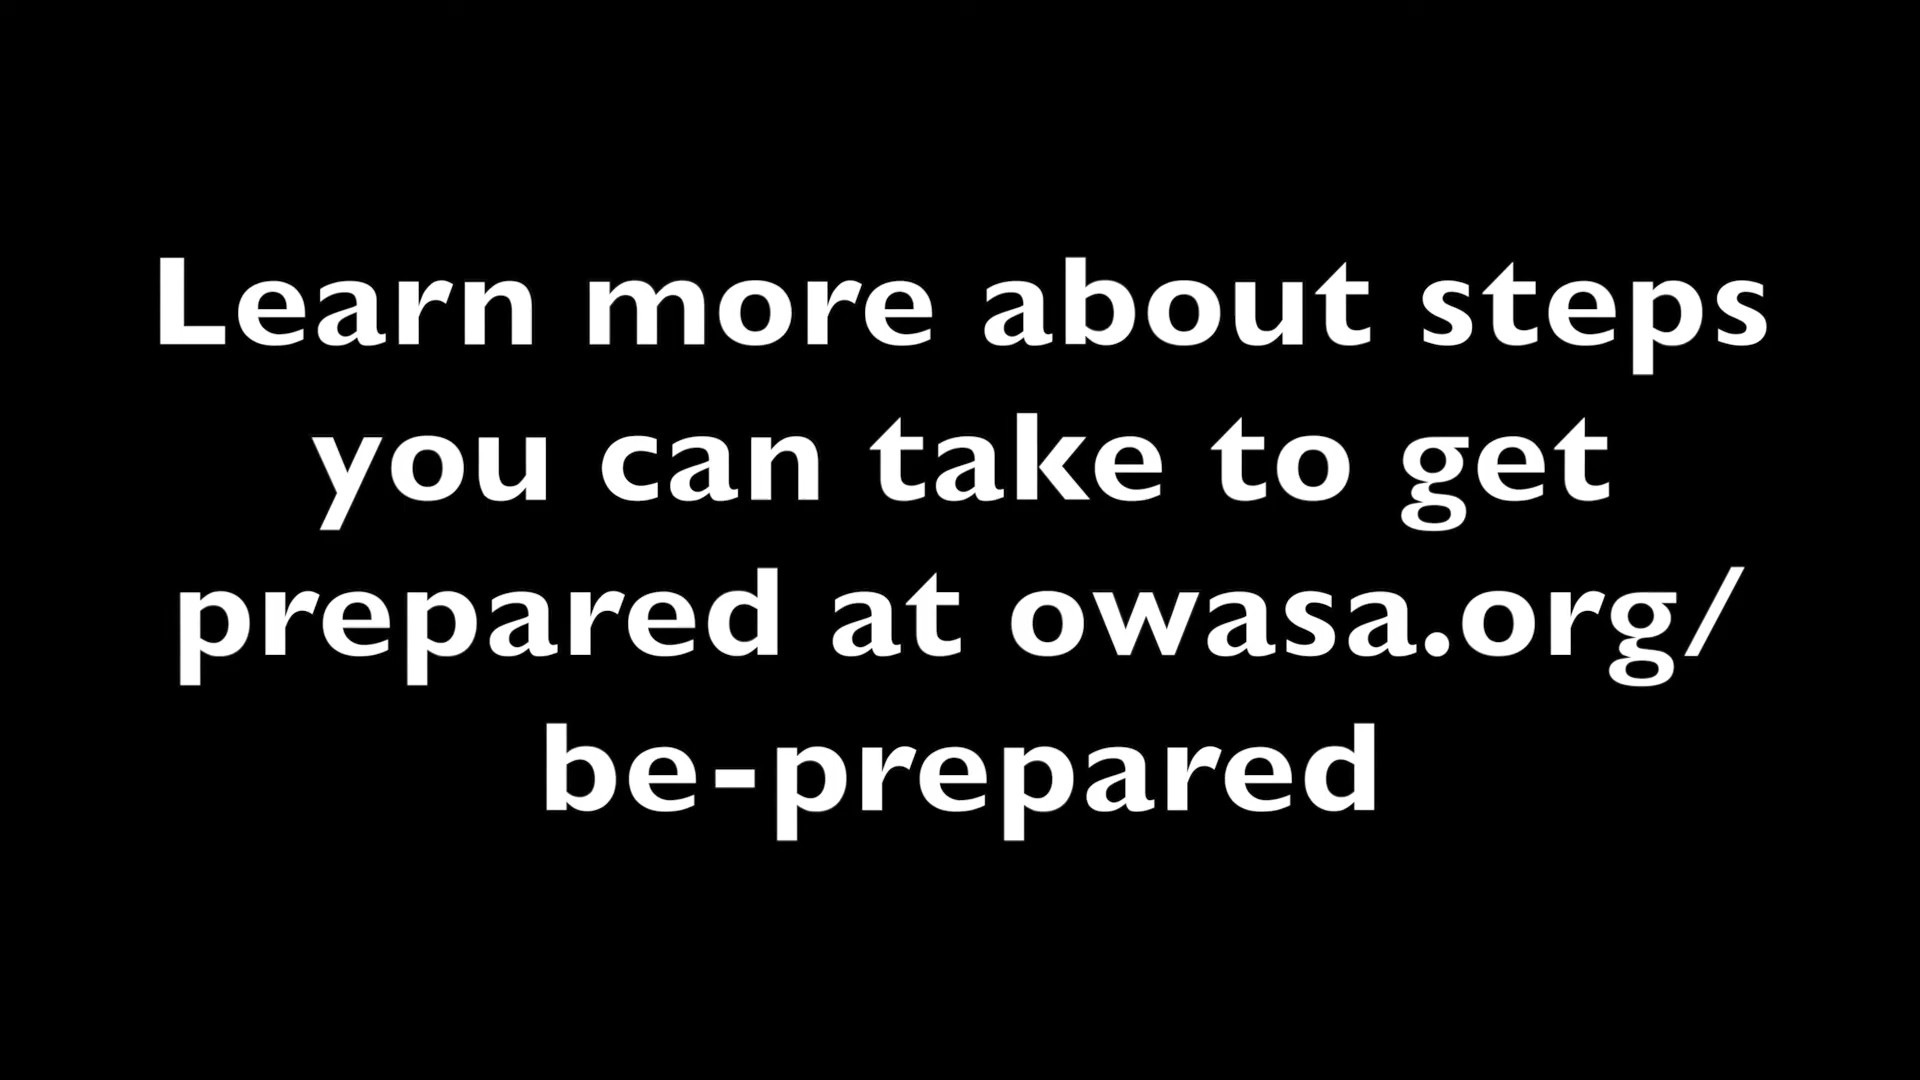 Learn more about steps
you can take to get
prepared at owasa.org/
be-prepared